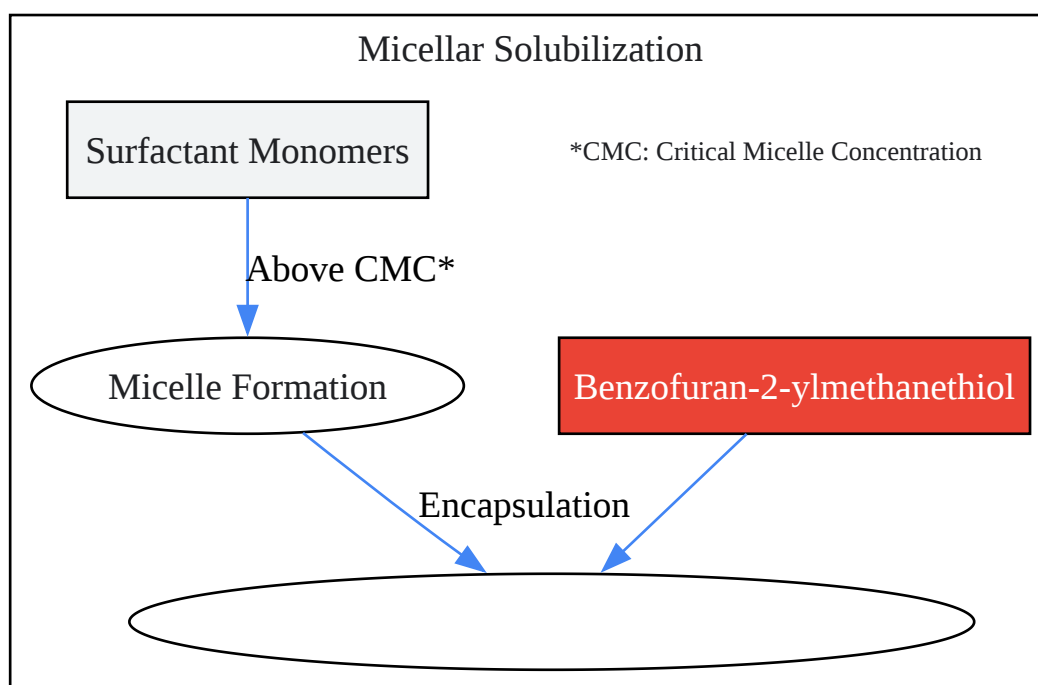 Micellar Solubilization
Surfactant Monomers
*CMC: Critical Micelle Concentration
Above CMC*
Micelle Formation
Benzofuran-2-ylmethanethiol
Encapsulation